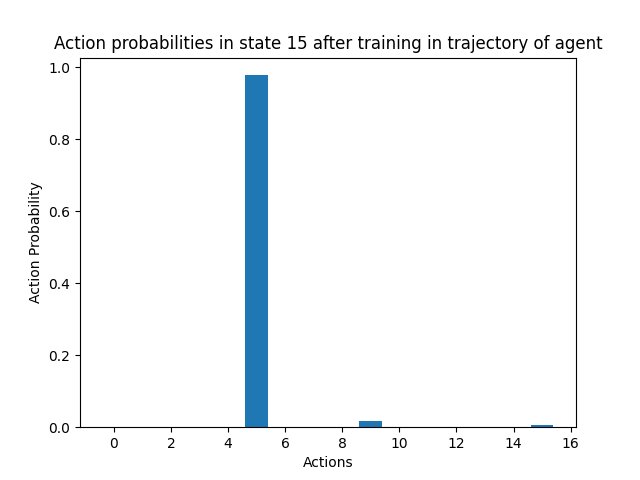 Action probabilities in state 15 after training in trajectory of agent
1.0
0.8
0.6
0.4
0.2
0.0
Action Probability
0 2 4 6 8 10 12 14 16
Actions